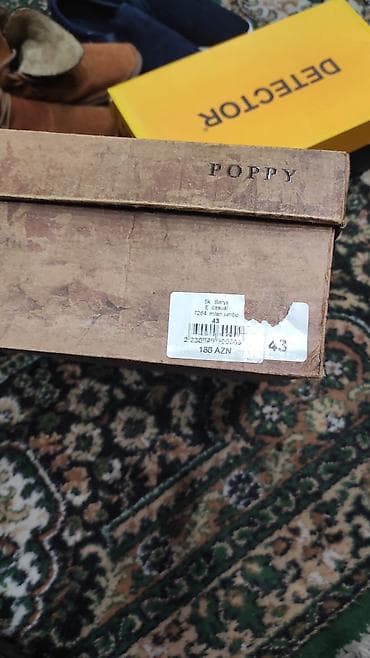 DETECTOR
POPPY
E casual
43
188 AZN
43